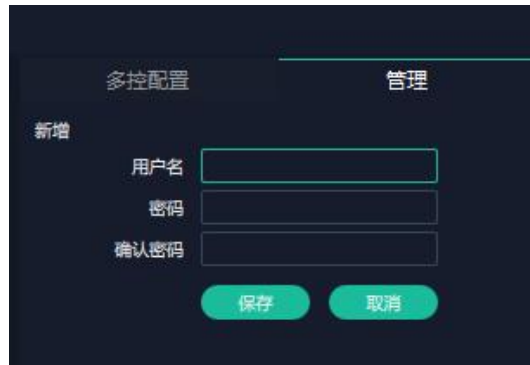 多控配置 管理
新增
用户名
密码
确认密码
保存 取消